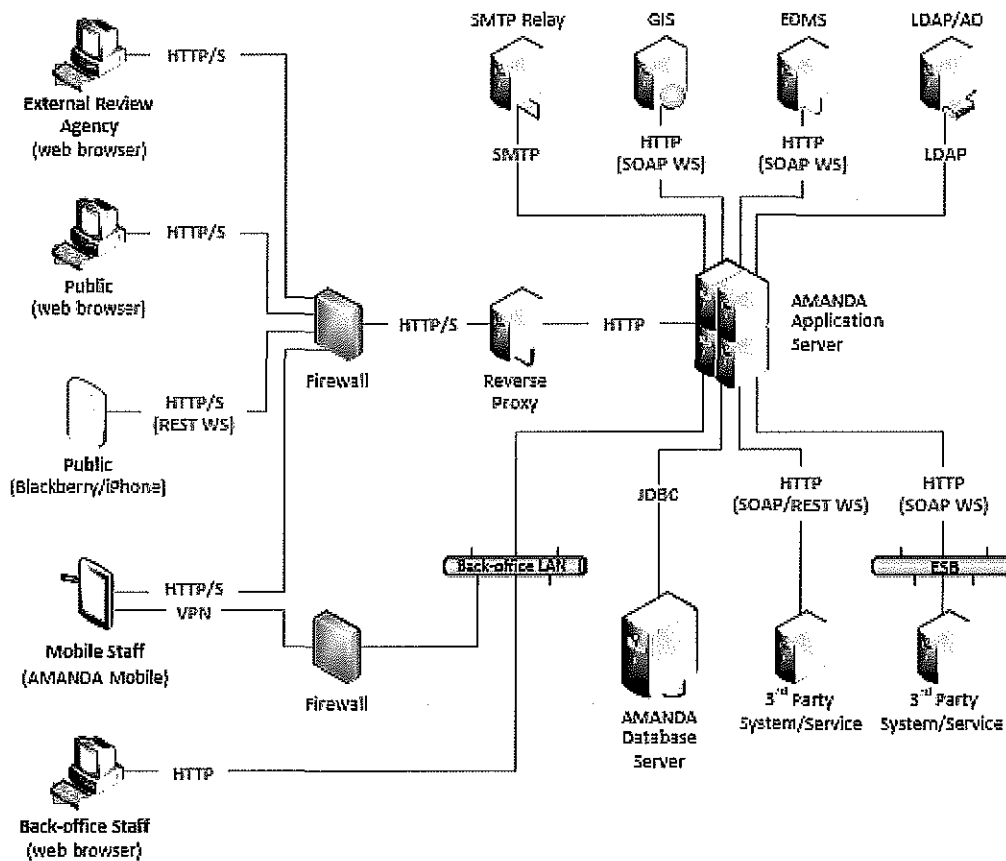 SMTP Relay
GIS
EDMS
LDAP/AD
HTTP/S
External Review
Agency
(web browser)
SMTP
HTTP
(SOAP WS)
HTTP
(SOAP WS)
LDAP
HTTP/S
Public
(web browser)
Firewall
HTTP/S
Reverse
Proxy
HTTP
AMANDA
Application
Server
HTTP/S
(REST WS)
Public
(Blackberry/iPhone)
JDBC
HTTP
(SOAP/REST WS)
HTTP
(SOAP WS)
Back-office LAN
ESB
HTTP/S
VPN
Mobile Staff
(AMANDA Mobile)
Firewall
AMANDA
Database
Server
3rd Party
System/Service
3rd Party
System/Service
HTTP
Back-office Staff
(web browser)